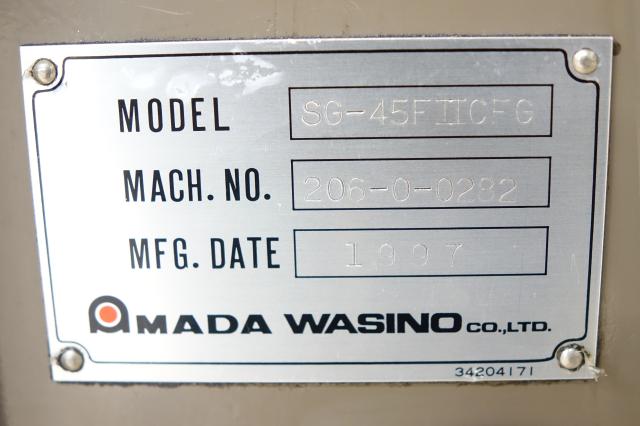 MODEL SG-45FIICFG
MACH. NO. 206-0-0282
MFG. DATE 1997
AMADA WASINO CO.,LTD.
34204171